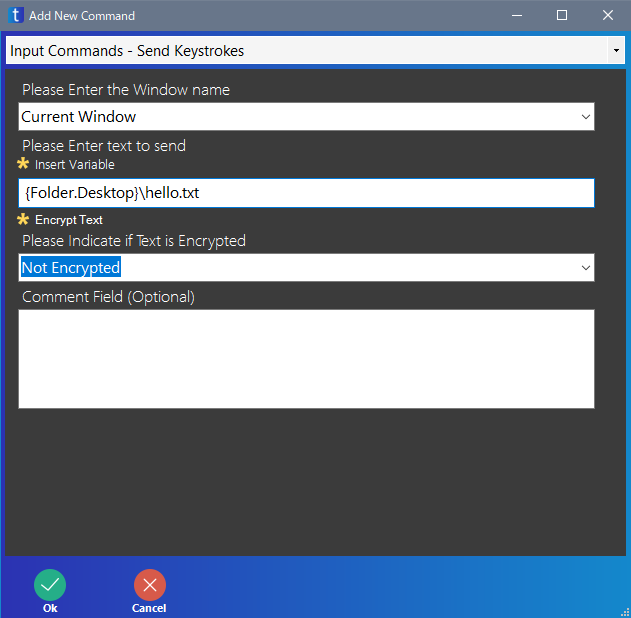 t Add New Command
Input Commands - Send Keystrokes
Please Enter the Window name
Current Window
Please Enter text to send
Insert Variable
{Folder.Desktop}\hello.txt
Encrypt Text
Please Indicate if Text is Encrypted
Not Encrypted
Comment Field (Optional)
Ok
Cancel